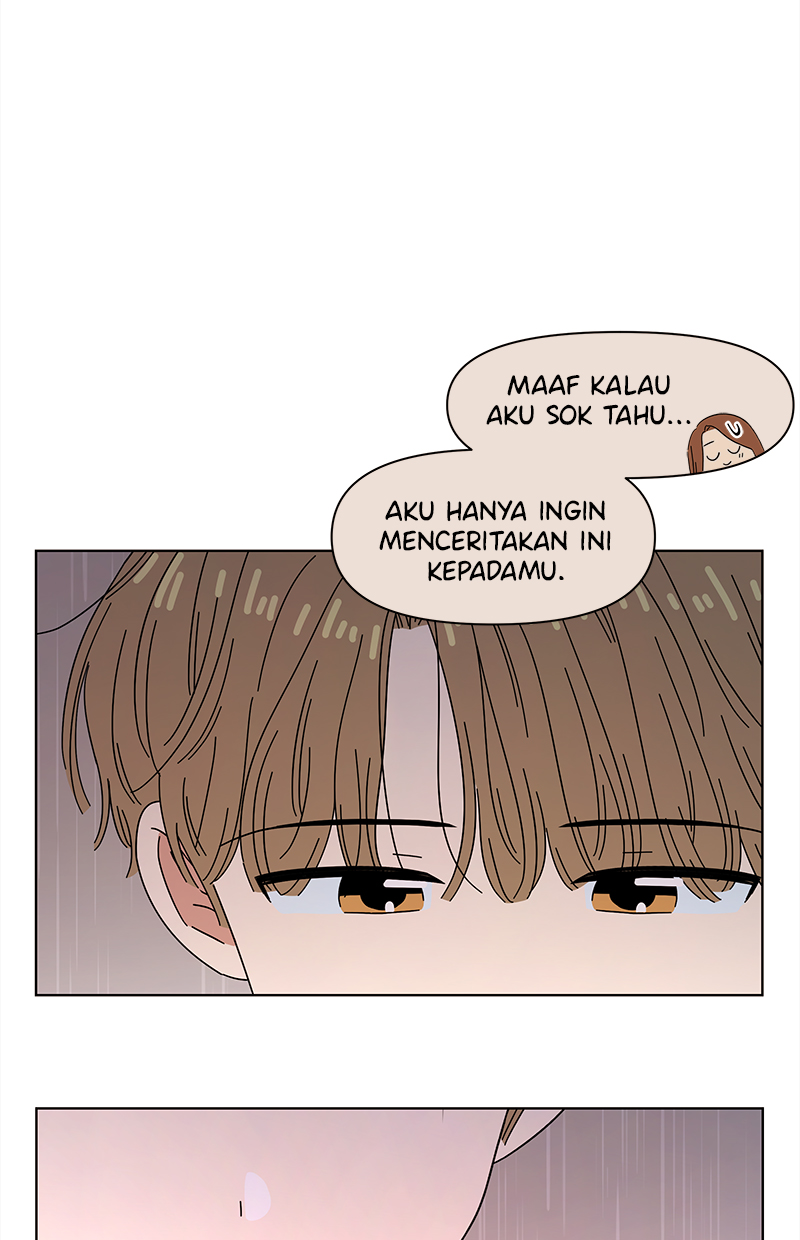 MAAF KALAU
AKU SOK TAHU...
AKU HANYA INGIN
MENCERITAKAN INI
KEPADAMU.